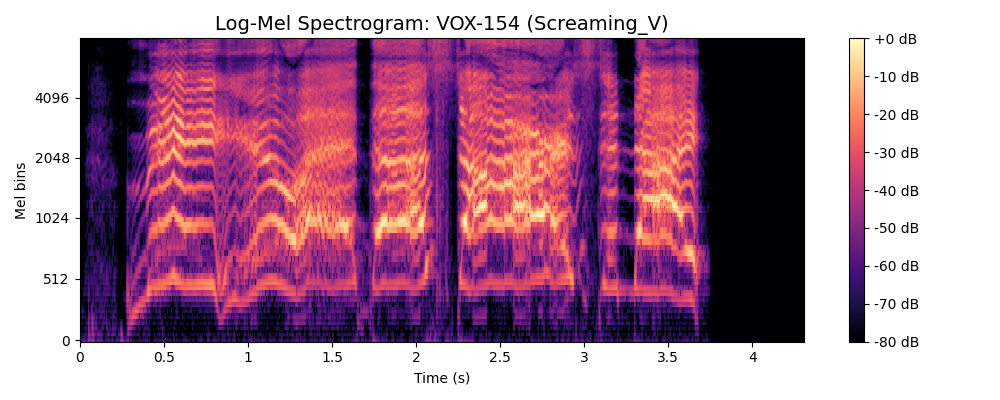 Log-Mel Spectrogram: VOX-154 (Screaming_V)
Mel bins
4096
2048
1024
512
0
0
0.5
1
1.5
2
2.5
3
3.5
4
Time (s)
+0 dB
-10 dB
-20 dB
-30 dB
-40 dB
-50 dB
-60 dB
-70 dB
-80 dB